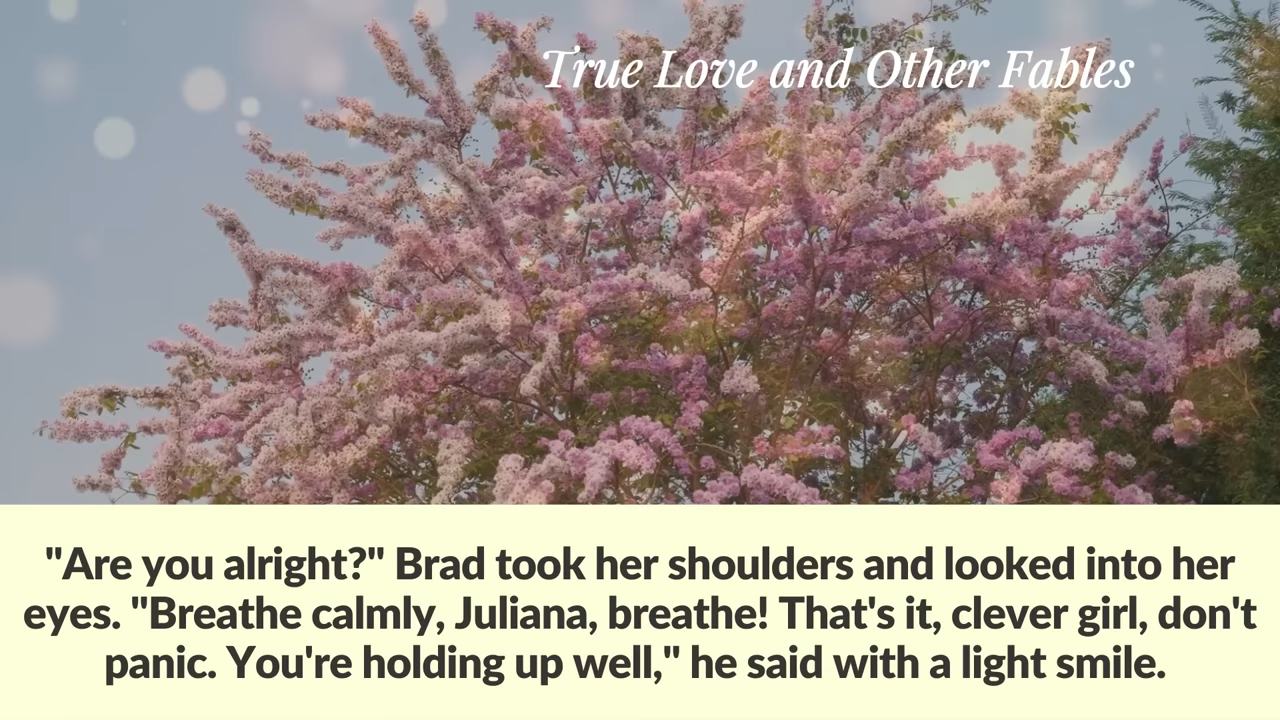 True Love and Other Fables
"Are you alright?" Brad took her shoulders and looked into her
eyes. "Breathe calmly, Juliana, breathe! That's it, clever girl, don't
panic. You're holding up well," he said with a light smile.